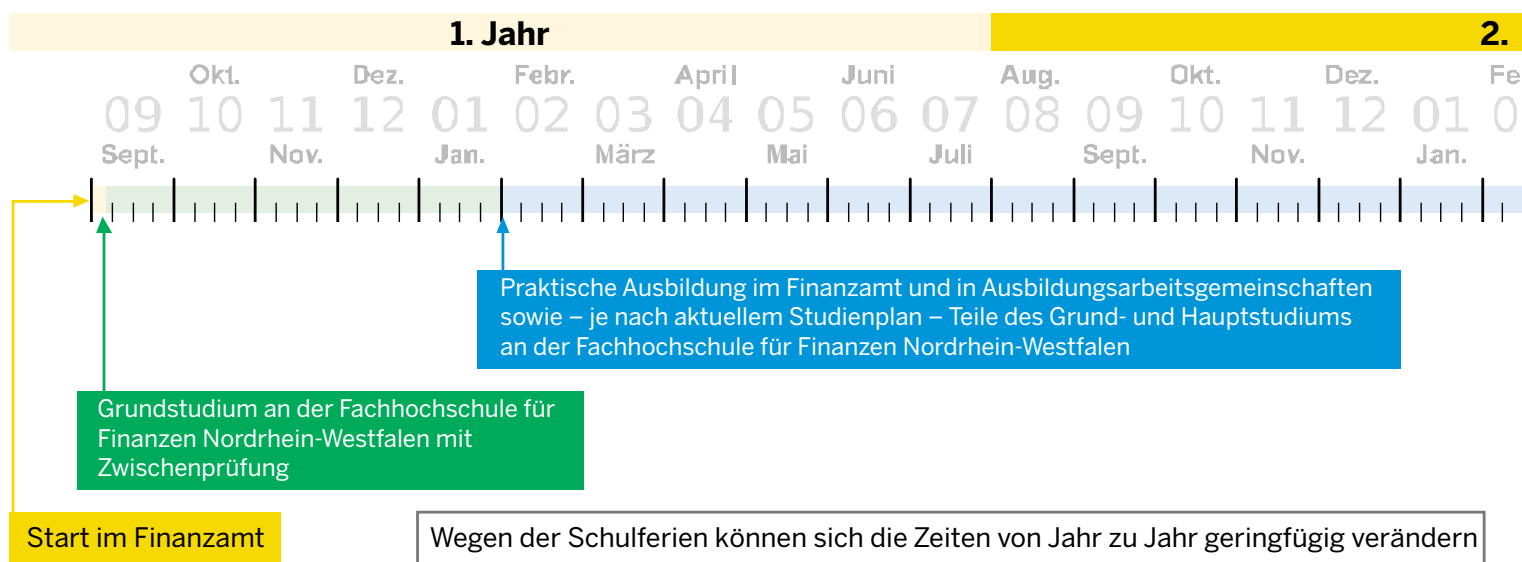 1. Jahr 2.
Okt. Dez. Febr. April Juni Aug. Okt. Dez. Fe
09 10 11 12 01 02 03 04 05 06 07 08 09 10 11 12 01 0
Sept. Nov. Jan. März Mai Juli Sept. Nov. Jan.
Praktische Ausbildung im Finanzamt und in Ausbildungsarbeitsgemeinschaften
sowie – je nach aktuellem Studienplan – Teile des Grund- und Hauptstudiums
an der Fachhochschule für Finanzen Nordrhein-Westfalen
Grundstudium an der Fachhochschule für
Finanzen Nordrhein-Westfalen mit
Zwischenprüfung
Start im Finanzamt
Wegen der Schulferien können sich die Zeiten von Jahr zu Jahr geringfügig verändern